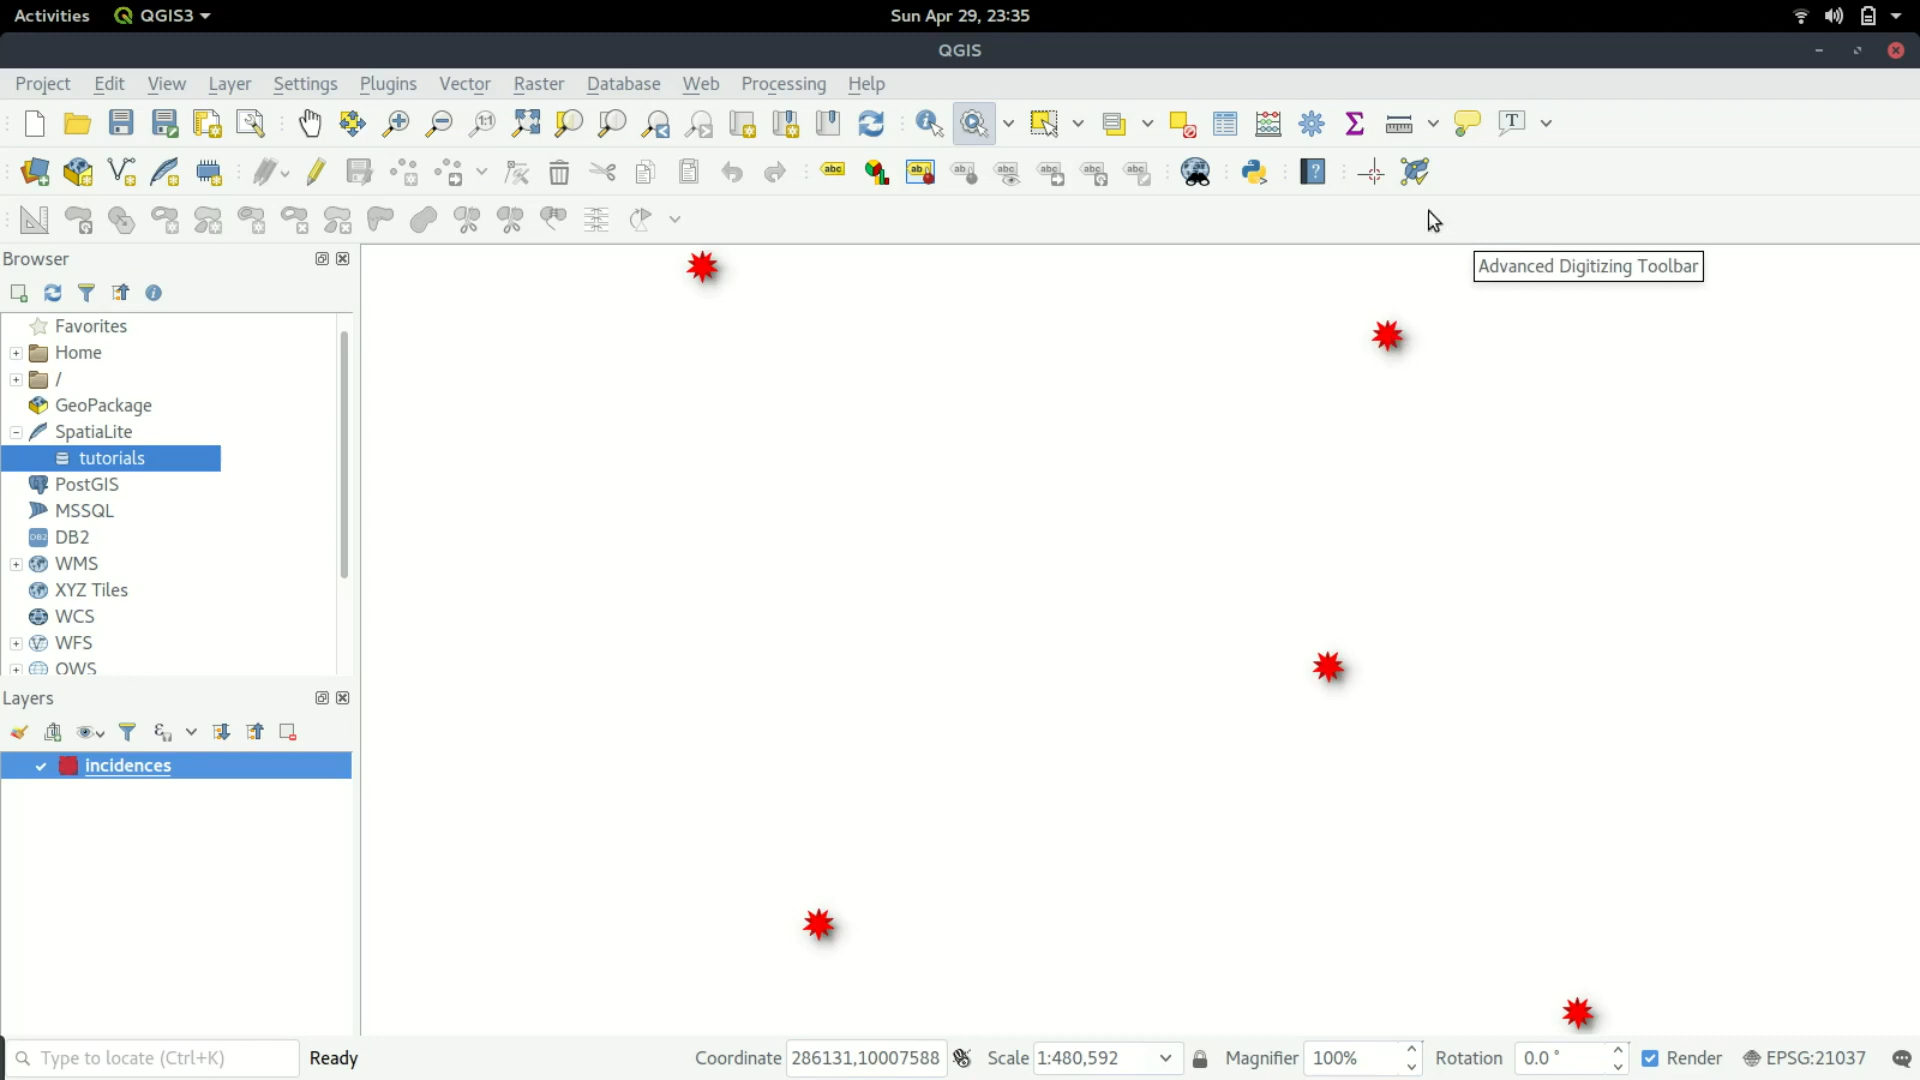 Activities QGIS3 Sun Apr 29, 23:35
QGIS
Project Edit View Layer Settings Plugins Vector Raster Database Web Processing Help
Browser
Advanced Digitizing Toolbar
Favorites
Home
/
GeoPackage
SpatiaLite
tutorials
PostGIS
MSSQL
DB2
WMS
XYZ Tiles
WCS
WFS
OWS
Layers
incidences
Type to locate (Ctrl+K) Ready Coordinate 286131,10007588 Scale 1:480,592 Magnifier 100% Rotation 0.0 ° Render EPSG:21037